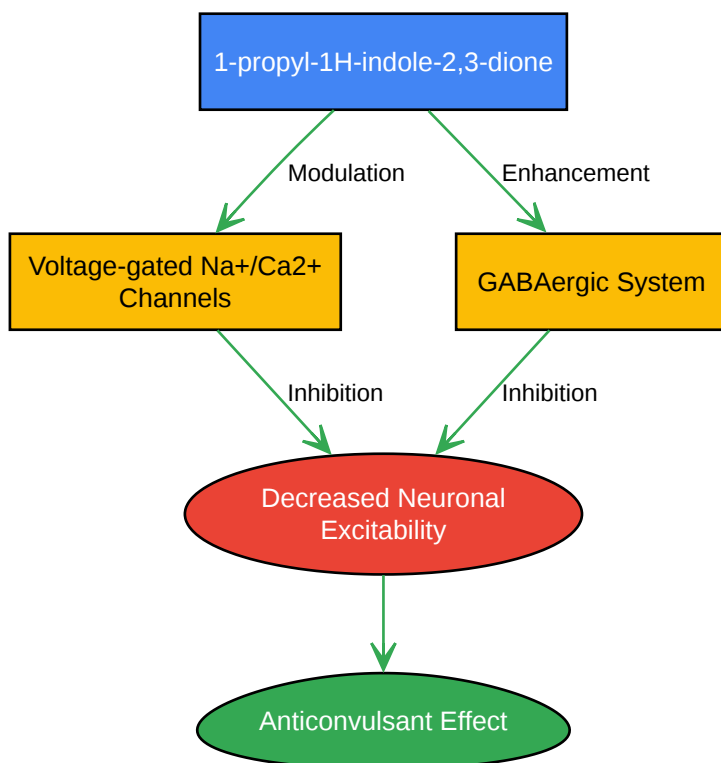 1-propyl-1H-indole-2,3-dione
Modulation
Enhancement
Voltage-gated Na+/Ca2+
Channels
GABAergic System
Inhibition
Inhibition
Decreased Neuronal
Excitability
Anticonvulsant Effect